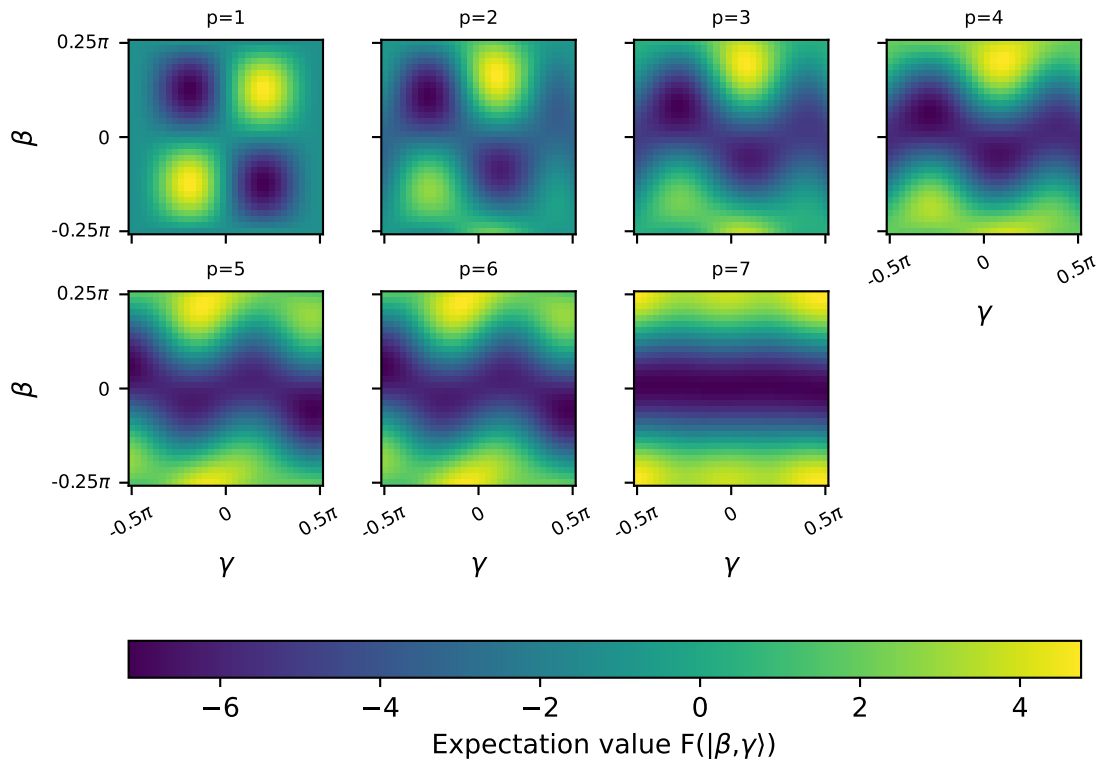 p=1
p=2
p=3
p=4
0.25π
0
-0.25π
β
-0.5π
0
0.5π
γ
p=5
p=6
p=7
0.25π
0
-0.25π
β
-0.5π
0
0.5π
γ
-0.5π
0
0.5π
γ
-0.5π
0
0.5π
γ
−6
−4
−2
0
2
4
Expectation value F(|β,γ⟩)